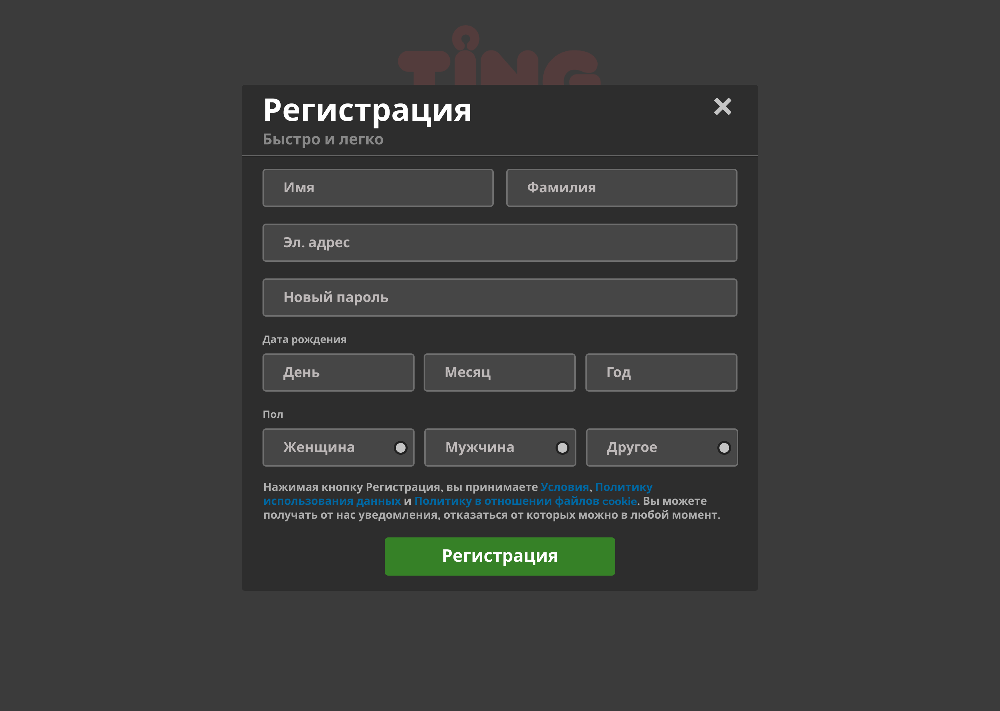 TiNG
Регистрация
Быстро и легко
Имя
Фамилия
Эл. адрес
Новый пароль
Дата рождения
День
Месяц
Год
Пол
Женщина
Мужчина
Другое
Нажимая кнопку Регистрация, вы принимаете Условия, Политику
использования данных и Политику в отношении файлов cookie. Вы можете
получать от нас уведомления, отказаться от которых можно в любой момент.
Регистрация